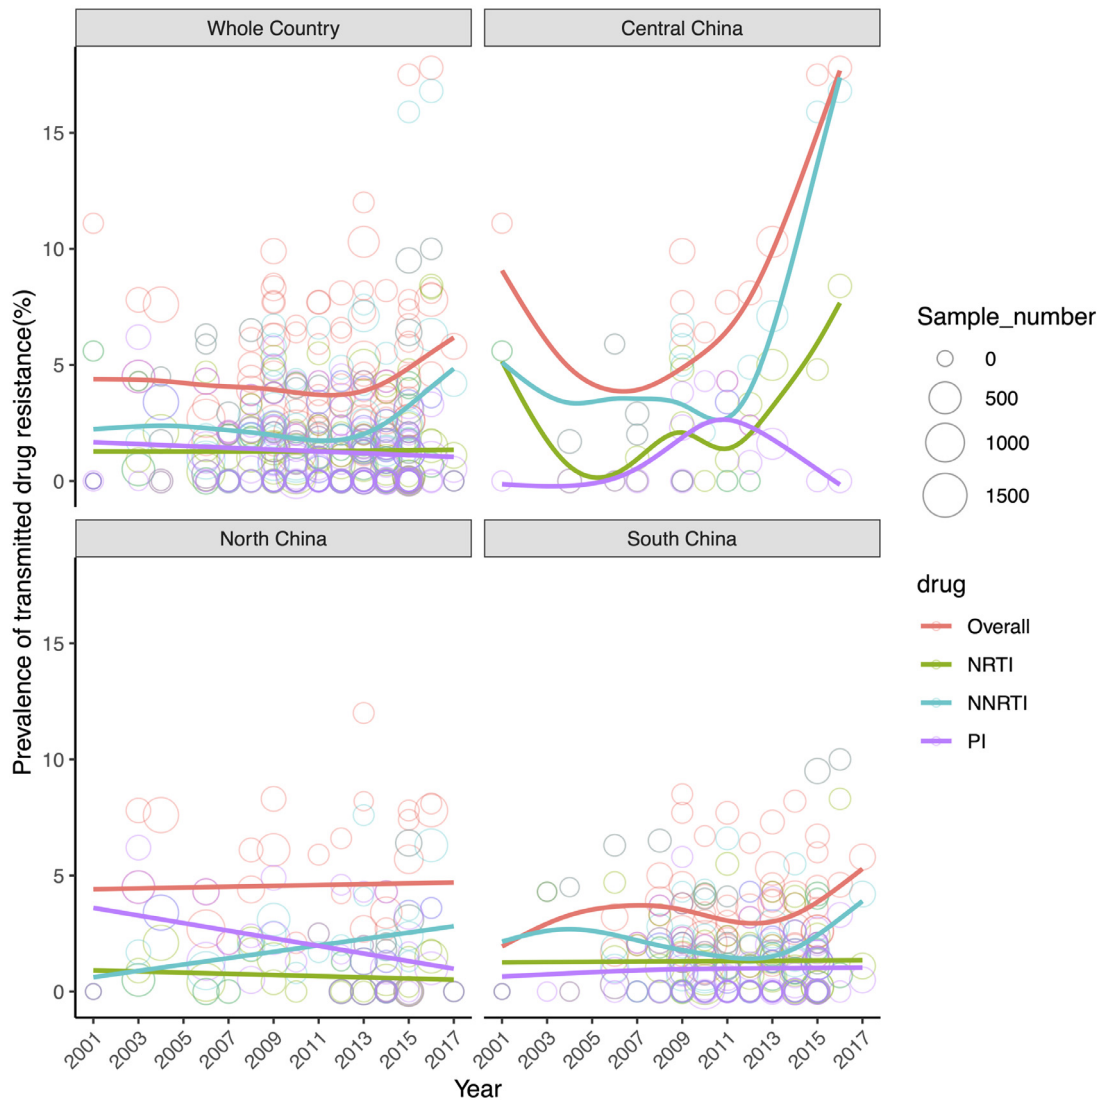 Whole Country
Central China
15
10
5
0
North China
South China
15
10
5
0
2001
2003
2005
2007
2009
2011
2013
2015
2017
2001
2003
2005
2007
2009
2011
2013
2015
2017
Year
Prevalence of transmitted drug resistance(%)
Sample_number
0
500
1000
1500
drug
Overall
NRTI
NNRTI
PI